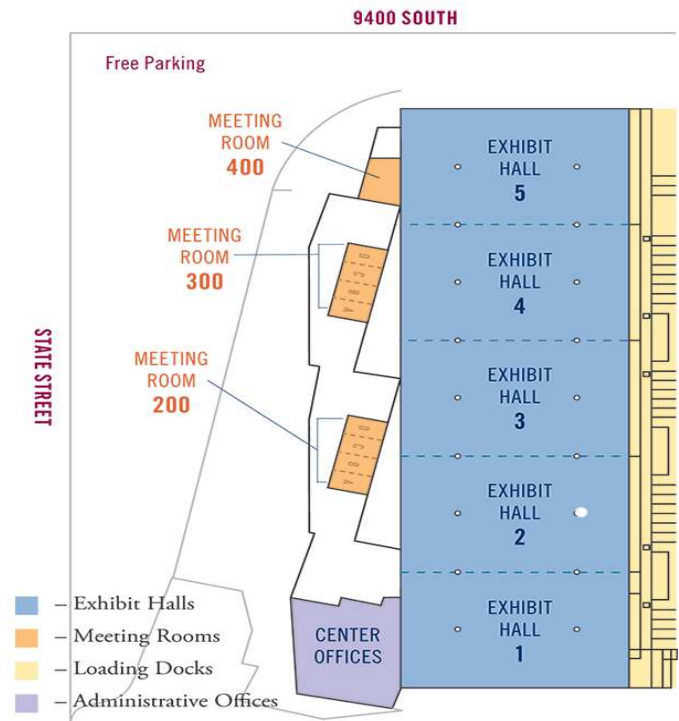 9400 SOUTH
Free Parking
STATE STREET
MEETING
ROOM
400
MEETING
ROOM
300
D C B A
MEETING
ROOM
200
D C B A
EXHIBIT
HALL
5
EXHIBIT
HALL
4
EXHIBIT
HALL
3
EXHIBIT
HALL
2
EXHIBIT
HALL
1
CENTER
OFFICES
– Exhibit Halls
– Meeting Rooms
– Loading Docks
– Administrative Offices